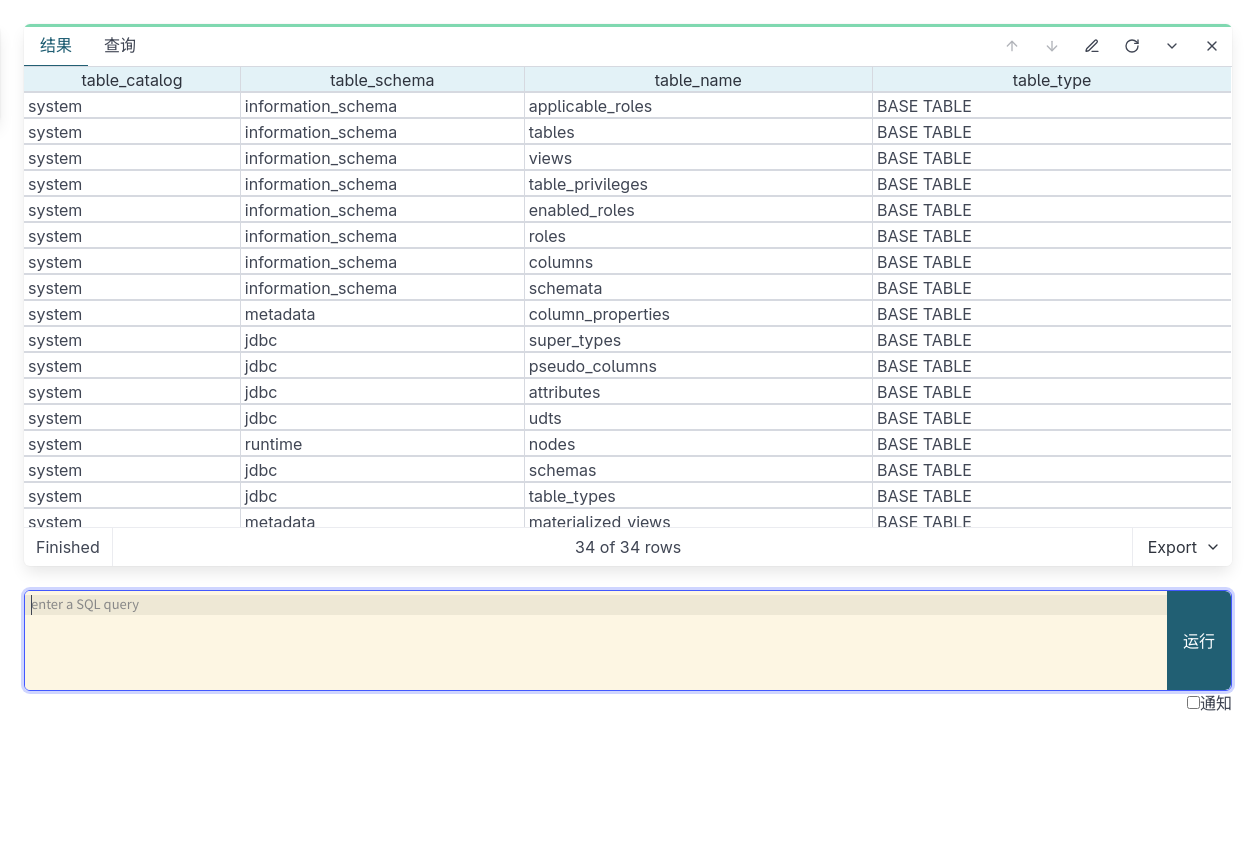 结果 查询
table_catalog table_schema table_name table_type
system information_schema applicable_roles BASE TABLE
system information_schema tables BASE TABLE
system information_schema views BASE TABLE
system information_schema table_privileges BASE TABLE
system information_schema enabled_roles BASE TABLE
system information_schema roles BASE TABLE
system information_schema columns BASE TABLE
system information_schema schemata BASE TABLE
system metadata column_properties BASE TABLE
system jdbc super_types BASE TABLE
system jdbc pseudo_columns BASE TABLE
system jdbc attributes BASE TABLE
system jdbc udts BASE TABLE
system runtime nodes BASE TABLE
system jdbc schemas BASE TABLE
system jdbc table_types BASE TABLE
system metadata materialized_views BASE TABLE
Finished 34 of 34 rows Export
enter a SQL query
运行
通知